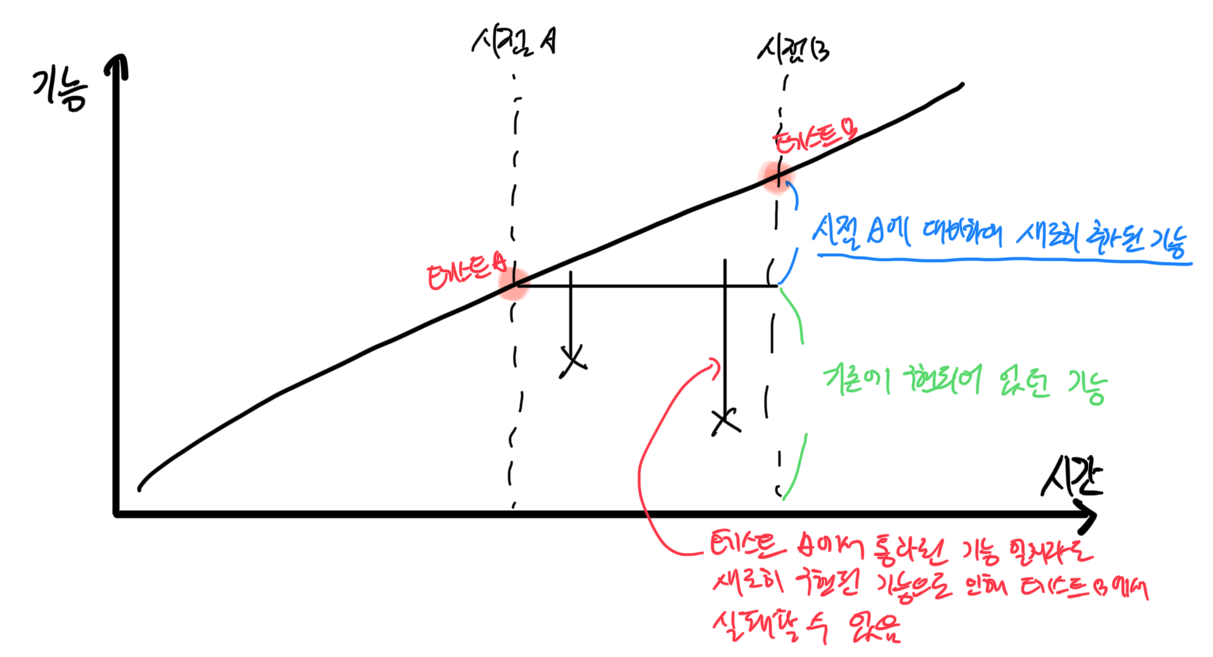 기능
시점 A
시점 B
테스트 A
테스트 B
시점 A에 대비하여 새로히 추가된 기능
기존에 구현되어 있던 기능
시간
테스트 A에서 통과된 기능 일지라도
새로히 구현된 기능으로 인해 테스트 B에서
실패할 수 있음